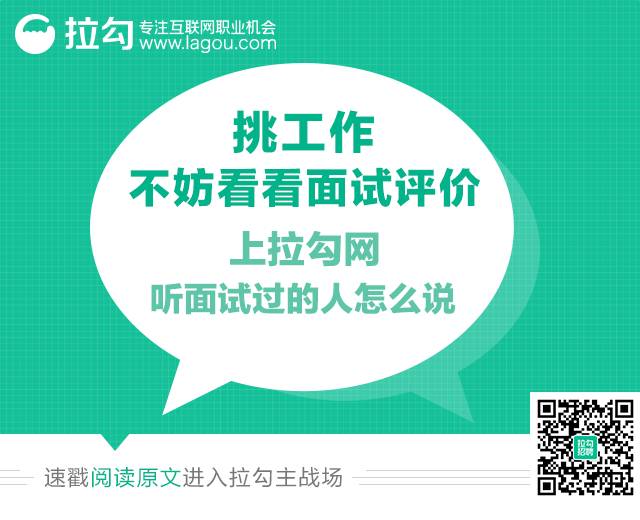 拉勾
专注互联网职业机会
www.lagou.com
挑工作
不妨看看面试评价
上拉勾网
听面试过的人怎么说
速戳阅读原文进入拉勾主战场
拉勾
招聘